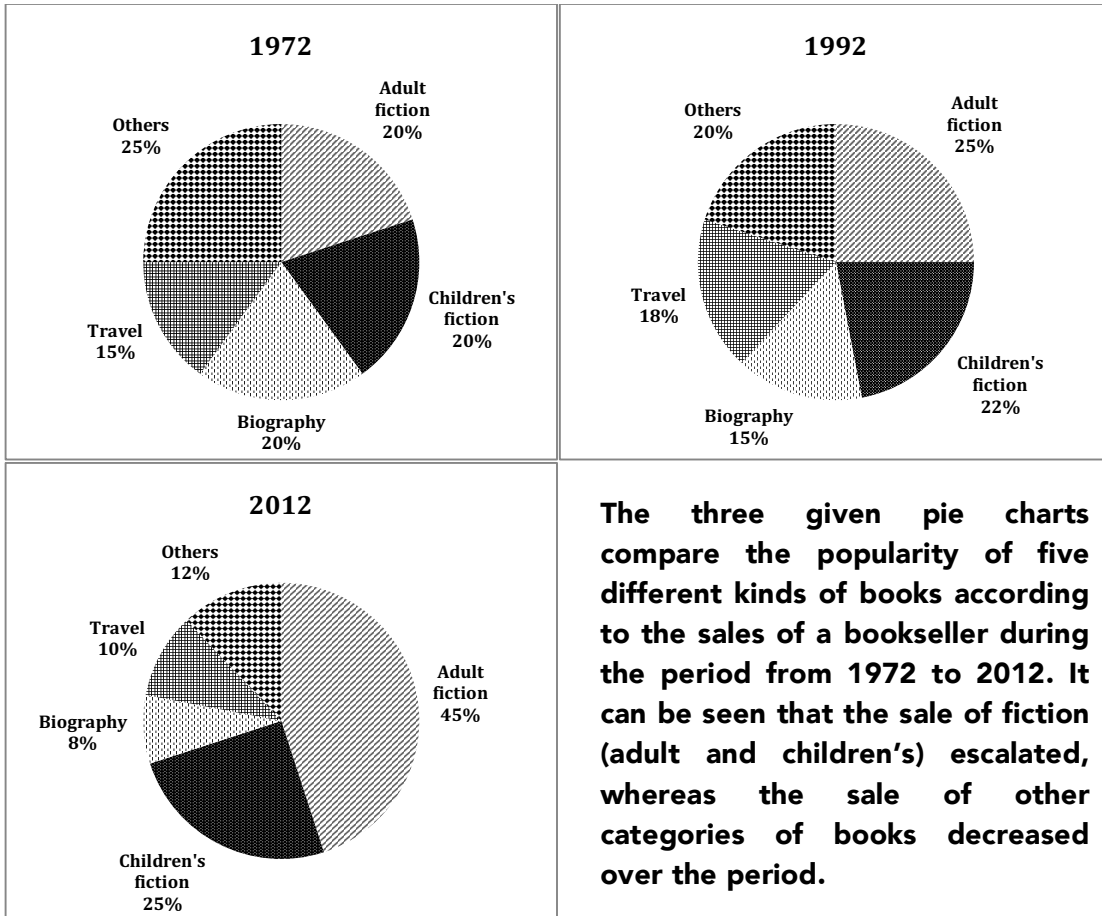 1972
Adult
fiction
20%
Others
25%
Children's
fiction
20%
Travel
15%
Biography
20%
1992
Others
20%
Adult
fiction
25%
Travel
18%
Children's
fiction
22%
Biography
15%
2012
Others
12%
Travel
10%
Adult
fiction
45%
Biography
8%
Children's
fiction
25%
The three given pie charts
compare the popularity of five
different kinds of books according
to the sales of a bookseller during
the period from 1972 to 2012. It
can be seen that the sale of fiction
(adult and children’s) escalated,
whereas the sale of other
categories of books decreased
over the period.